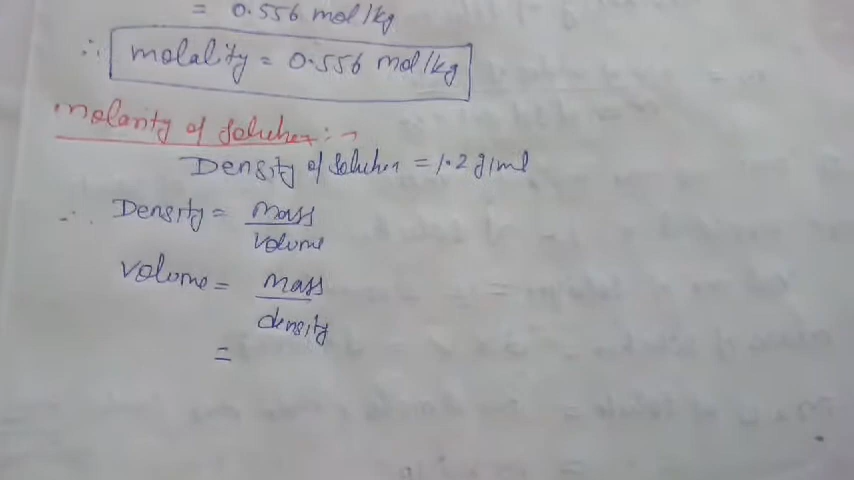 = 0.556 mol/kg
∴ molality = 0.556 mol/kg
Molarity of solution :-
Density of solution = 1.2 g/ml
∴ Density = mass / volume
volume = mass / density
=